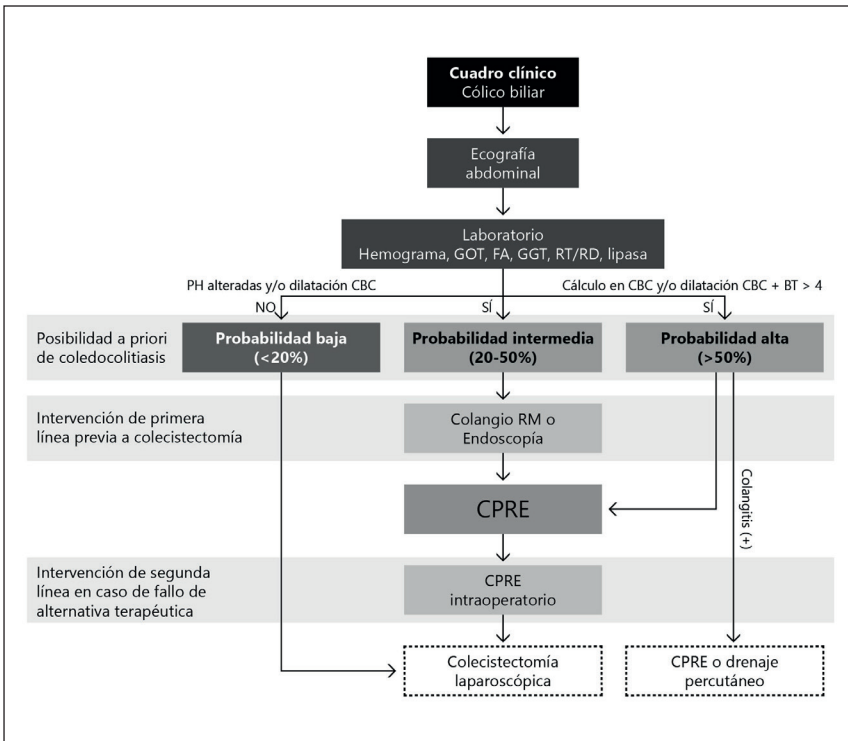 Cuadro clínico
Cólico biliar
Ecografía
abdominal
Laboratorio
Hemograma, GOT, FA, GGT, RT/RD, lipasa
PH alteradas y/o dilatación CBC
Cálculo en CBC y/o dilatación CBC + BT > 4
NO
SÍ
SÍ
Posibilidad a priori
de coledocolitiasis
Probabilidad baja
(<20%)
Probabilidad intermedia
(20-50%)
Probabilidad alta
(>50%)
Intervención de primera
línea previa a colecistectomía
Colangio RM o
Endoscopía
CPRE
Colangitis (+)
Intervención de segunda
línea en caso de fallo de
alternativa terapéutica
CPRE
intraoperatorio
Colecistectomía
laparoscópica
CPRE o drenaje
percutáneo